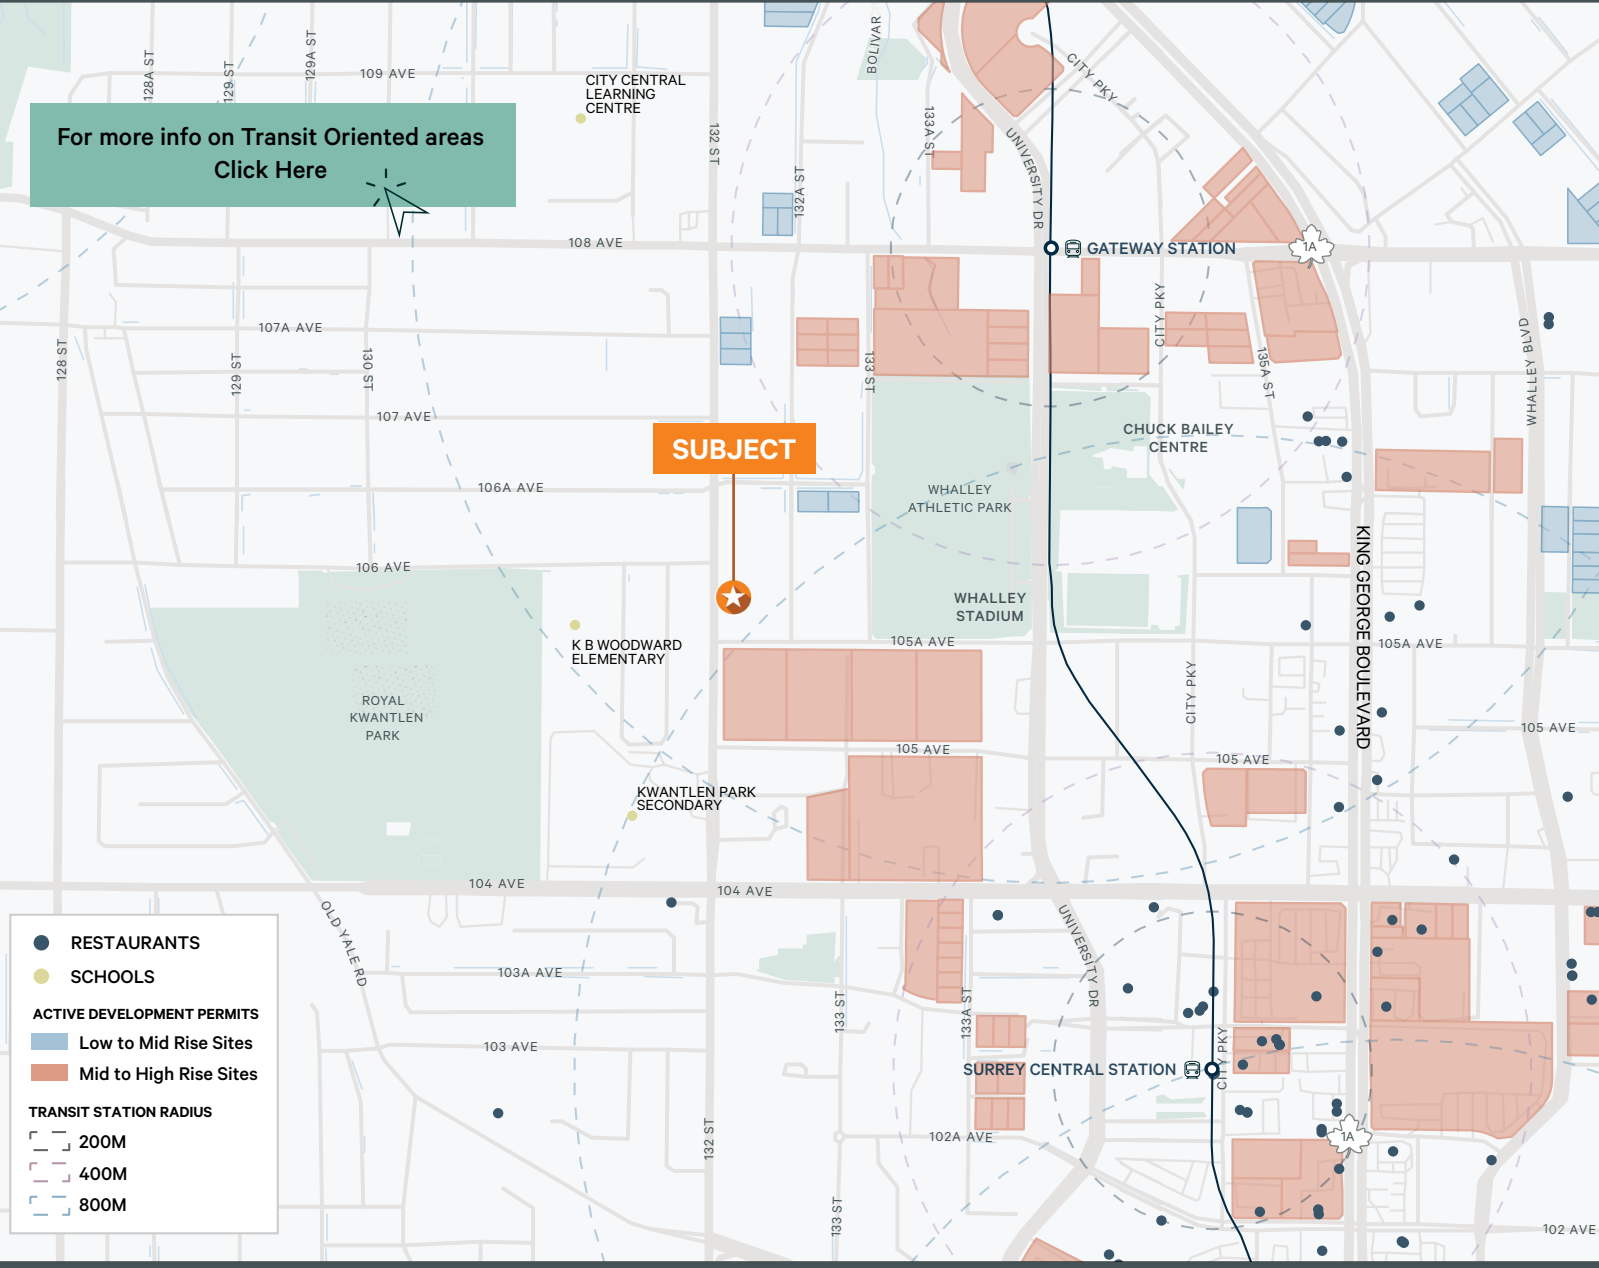 BOLIVAR
128A ST
129 ST
129A ST
109 AVE
CITY CENTRAL
LEARNING
CENTRE
CITY PKY
For more info on Transit Oriented areas
Click Here
132 ST
133A ST
UNIVERSITY DR
132A ST
108 AVE
GATEWAY STATION
1A
107A AVE
CITY PKY
128 ST
129 ST
130 ST
133 ST
135A ST
WHALLEY BLVD
107 AVE
SUBJECT
CHUCK BAILEY
CENTRE
106A AVE
WHALLEY
ATHLETIC PARK
106 AVE
KING GEORGE BOULEVARD
WHALLEY
STADIUM
K B WOODWARD
ELEMENTARY
105A AVE
105A AVE
ROYAL
KWANTLEN
PARK
CITY PKY
105 AVE
105 AVE
105 AVE
KWANTLEN PARK
SECONDARY
104 AVE
104 AVE
OLD YALE RD
UNIVERSITY DR
RESTAURANTS
SCHOOLS
103A AVE
133 ST
133A ST
ACTIVE DEVELOPMENT PERMITS
Low to Mid Rise Sites
Mid to High Rise Sites
103 AVE
CITY PKY
SURREY CENTRAL STATION
TRANSIT STATION RADIUS
200M
400M
800M
132 ST
102A AVE
1A
133 ST
102 AVE